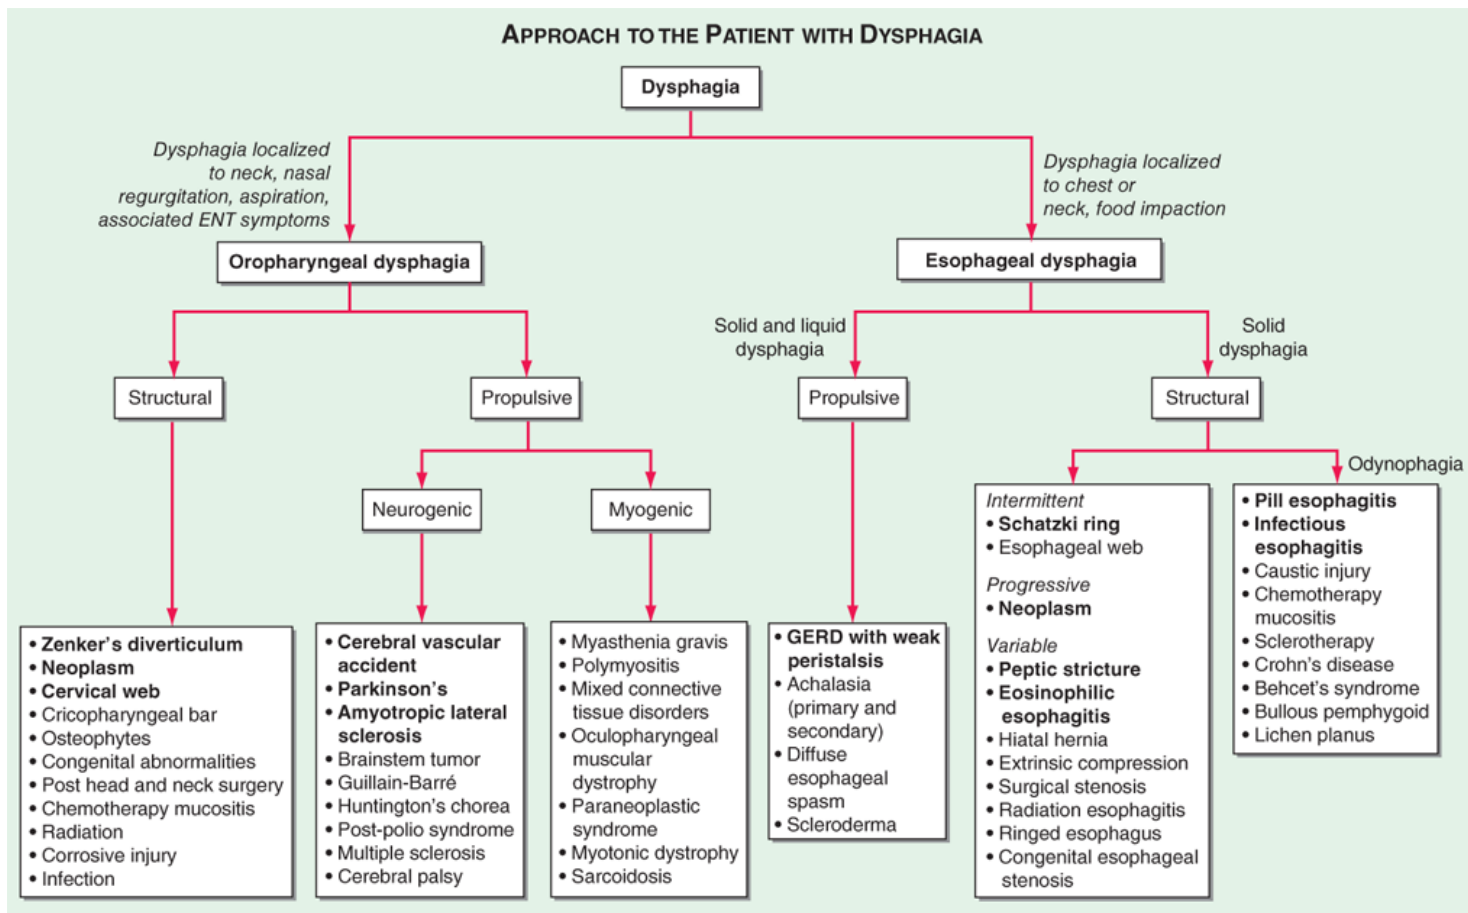 APPROACH TO THE PATIENT WITH DYSPHAGIA
Dysphagia
Dysphagia localized
to neck, nasal
regurgitation, aspiration,
associated ENT symptoms
Dysphagia localized
to chest or
neck, food impaction
Oropharyngeal dysphagia
Esophageal dysphagia
Solid and liquid
dysphagia
Solid
dysphagia
Structural
Propulsive
Propulsive
Structural
Neurogenic
Myogenic
Odynophagia
• Zenker's diverticulum
• Neoplasm
• Cervical web
• Cricopharyngeal bar
• Osteophytes
• Congenital abnormalities
• Post head and neck surgery
• Chemotherapy mucositis
• Radiation
• Corrosive injury
• Infection
• Cerebral vascular
accident
• Parkinson's
• Amyotropic lateral
sclerosis
• Brainstem tumor
• Guillain-Barré
• Huntington's chorea
• Post-polio syndrome
• Multiple sclerosis
• Cerebral palsy
• Myasthenia gravis
• Polymyositis
• Mixed connective
tissue disorders
• Oculopharyngeal
muscular
dystrophy
• Paraneoplastic
syndrome
• Myotonic dystrophy
• Sarcoidosis
• GERD with weak
peristalsis
• Achalasia
(primary and
secondary)
• Diffuse
esophageal
spasm
• Scleroderma
Intermittent
• Schatzki ring
• Esophageal web
Progressive
• Neoplasm
Variable
• Peptic stricture
• Eosinophilic
esophagitis
• Hiatal hernia
• Extrinsic compression
• Surgical stenosis
• Radiation esophagitis
• Ringed esophagus
• Congenital esophageal
stenosis
• Pill esophagitis
• Infectious
esophagitis
• Caustic injury
• Chemotherapy
mucositis
• Sclerotherapy
• Crohn's disease
• Behcet's syndrome
• Bullous pemphygoid
• Lichen planus